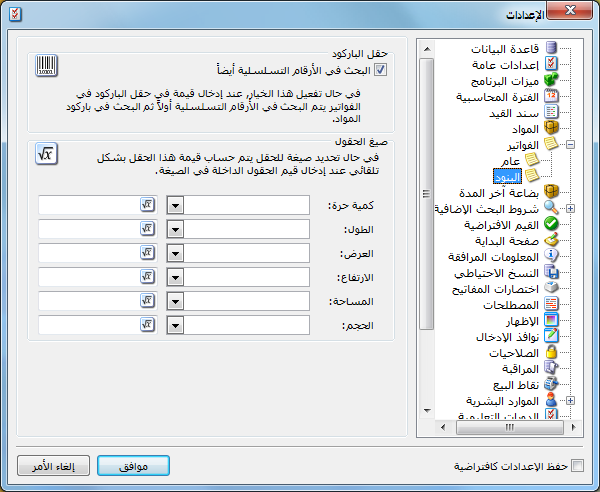 الإعدادات
قاعدة البيانات
إعدادات عامة
ميزات البرنامج
الفترة المحاسبية
سند القيد
المواد
الفواتير
عام
البنود
بضاعة آخر المدة
شروط البحث الإضافية
القيم الافتراضية
صفحة البداية
المعلومات المرافقة
النسخ الاحتياطي
اختصارات المفاتيح
المصطلحات
الإظهار
نوافذ الإدخال
الصلاحيات
المراقبة
نقاط البيع
الموارد البشرية
الدورات التعليمية
حقل الباركود
البحث في الأرقام التسلسلية أيضاً
في حال تفعيل هذا الخيار، عند إدخال قيمة في حقل الباركود في
الفواتير يتم البحث في الأرقام التسلسلية أولاً ثم البحث في باركود
المواد.
صيغ الحقول
في حال تحديد صيغة للحقل يتم حساب قيمة هذا الحقل بشكل
تلقائي عند إدخال قيم الحقول الداخلة في الصيغة.
كمية حرة:
الطول:
العرض:
الارتفاع:
المساحة:
الحجم:
حفظ الإعدادات كافتراضية
موافق
إلغاء الأمر